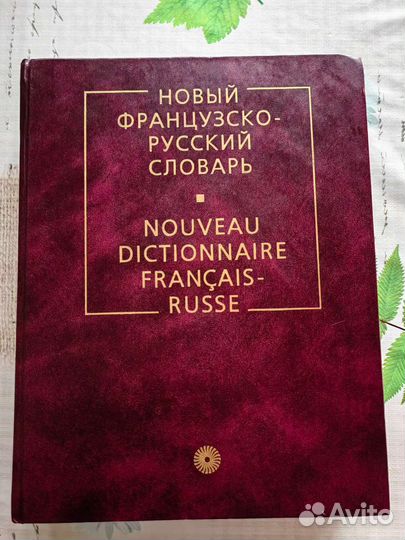 НОВЫЙ
ФРАНЦУЗСКО-
РУССКИЙ
СЛОВАРЬ
NOUVEAU
DICTIONNAIRE
FRANÇAIS-
RUSSE
Avito